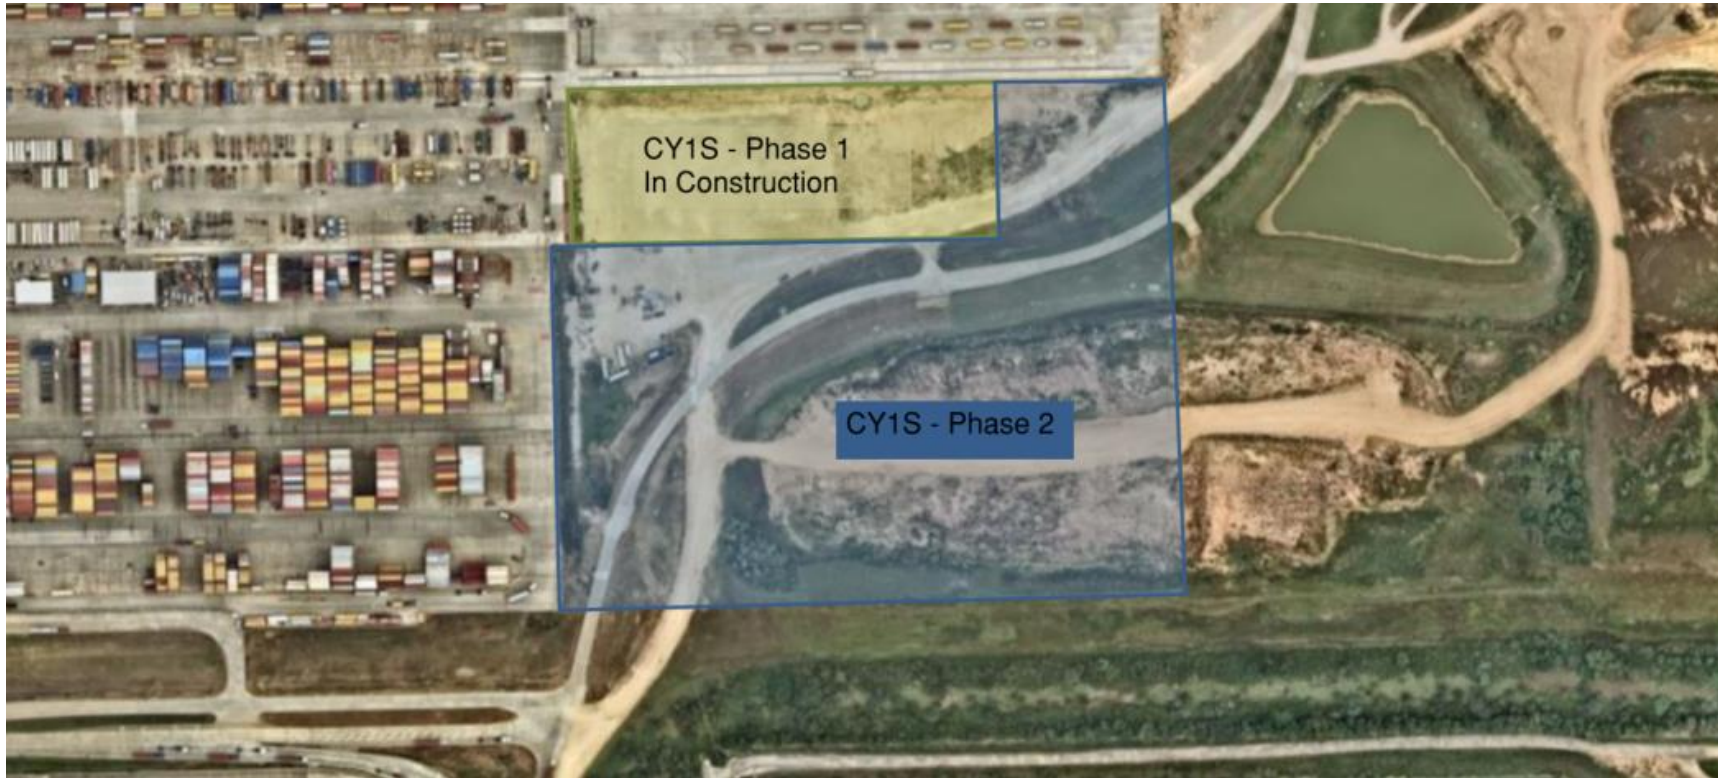 CY1S - Phase 1
In Construction
CY1S - Phase 2